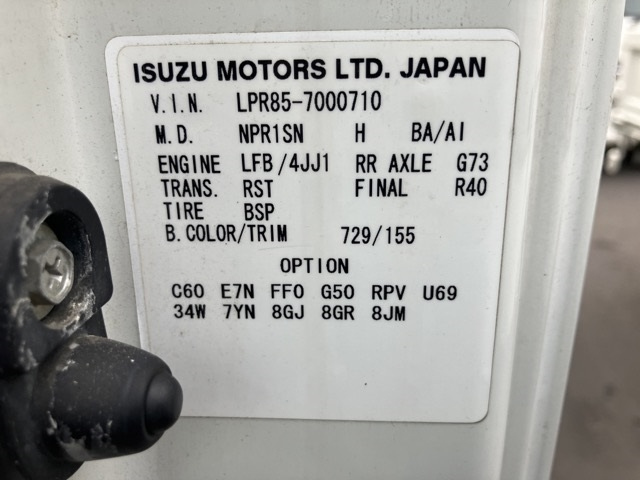 ISUZU MOTORS LTD. JAPAN
V.I.N. LPR85-7000710
M.D. NPR1SN H BA/AI
ENGINE LFB/4JJ1 RR AXLE G73
TRANS. RST FINAL R40
TIRE BSP
B.COLOR/TRIM 729/155
OPTION
C60 E7N FF0 G50 RPV U69
34W 7YN 8GJ 8GR 8JM